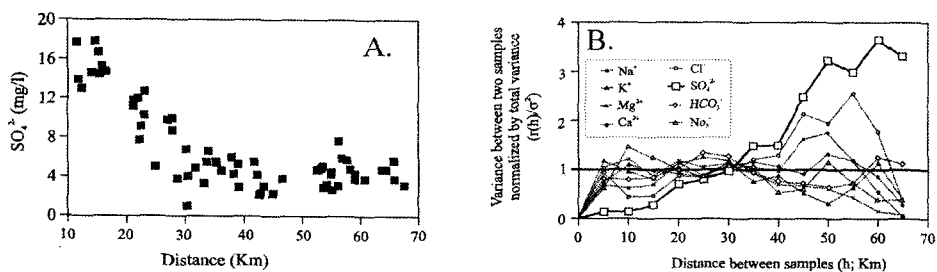 A.
SO₄²⁻ (mg/l)
20
16
12
8
4
0
10 20 30 40 50 60 70
Distance (Km)
B.
Variance between two samples
normalized by total variance
(r(h)/σ²)
4
3
2
1
0
Na⁺ Cl⁻
K⁺ SO₄²⁻
Mg²⁺ HCO₃⁻
Ca²⁺ No₃⁻
0 10 20 30 40 50 60 70
Distance between samples (h; Km)